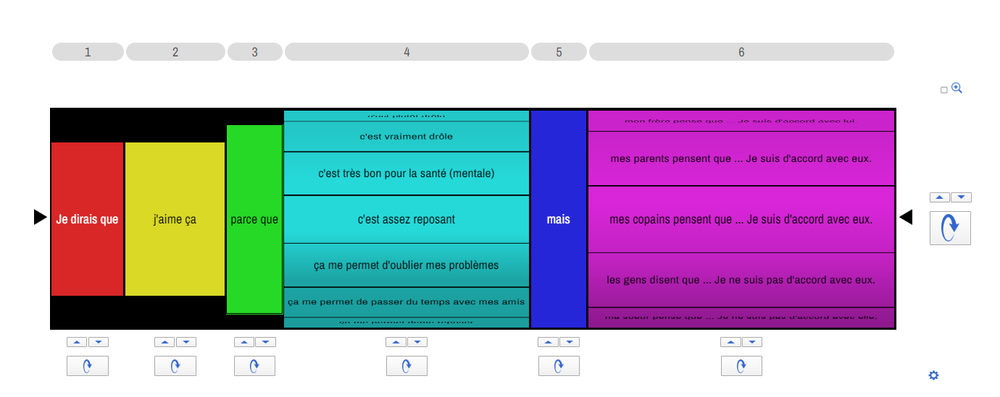 1 2 3 4 5 6
c'est vraiment drôle
c'est très bon pour la santé (mentale)
Je dirais que
j'aime ça
parce que
c'est assez reposant
ça me permet d'oublier mes problèmes
ça me permet de passer du temps avec mes amis
mais
mon frère pense que ... Je suis d'accord avec lui.
mes parents pensent que ... Je suis d'accord avec eux.
mes copains pensent que ... Je suis d'accord avec eux.
les gens disent que ... Je ne suis pas d'accord avec eux.
ma soeur pense que ... Je ne suis pas d'accord avec elle.